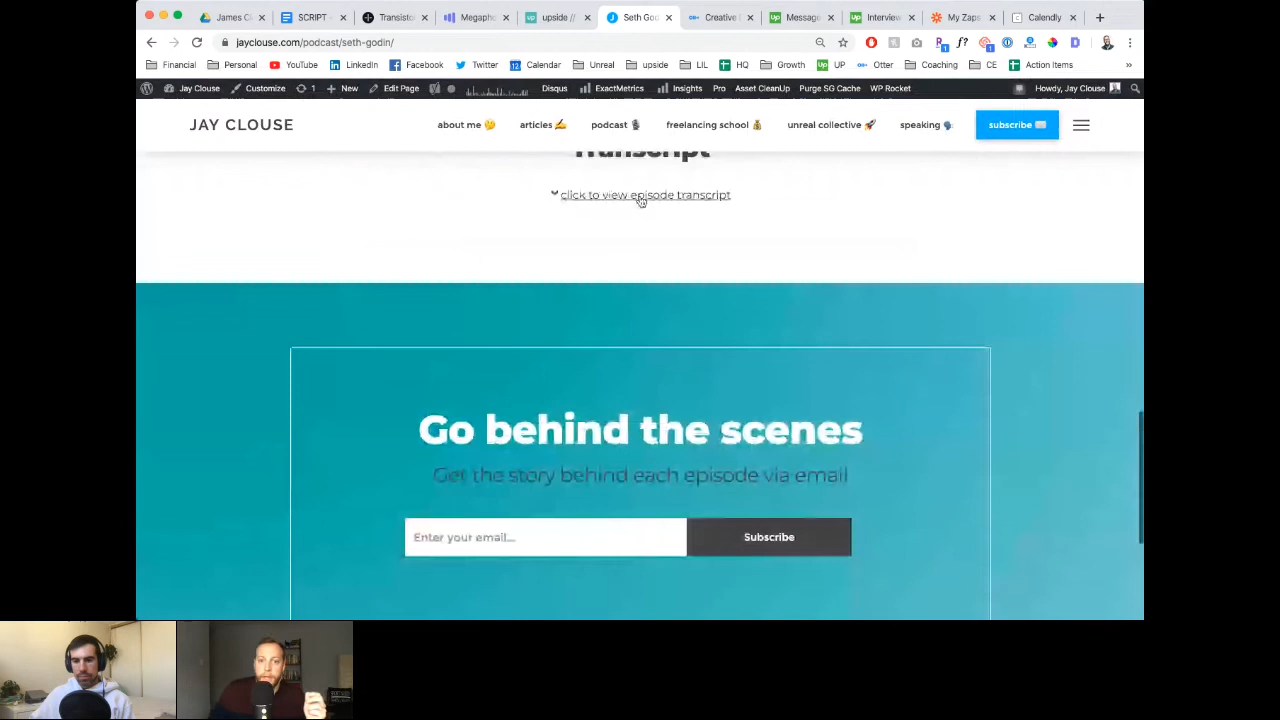 James Cl
SCRIPT
Transisto
Megapho
upside //
Seth God
Creative
Message
Interview
My Zaps
Calendly
jayclouse.com/podcast/seth-godin/
Financial
Personal
YouTube
LinkedIn
Facebook
Twitter
Calendar
Unreal
upside
LIL
HQ
Growth
UP
Otter
Coaching
CE
Action Items
»
Jay Clouse
Customize
1
New
Edit Page
Disqus
ExactMetrics
Insights
Pro
Asset CleanUp
Purge SG Cache
WP Rocket
Howdy, Jay Clouse
JAY CLOUSE
about me
articles
podcast
freelancing school
unreal collective
speaking
subscribe
Transcript
click to view episode transcript
Go behind the scenes
Get the story behind each episode via email
Enter your email...
Subscribe